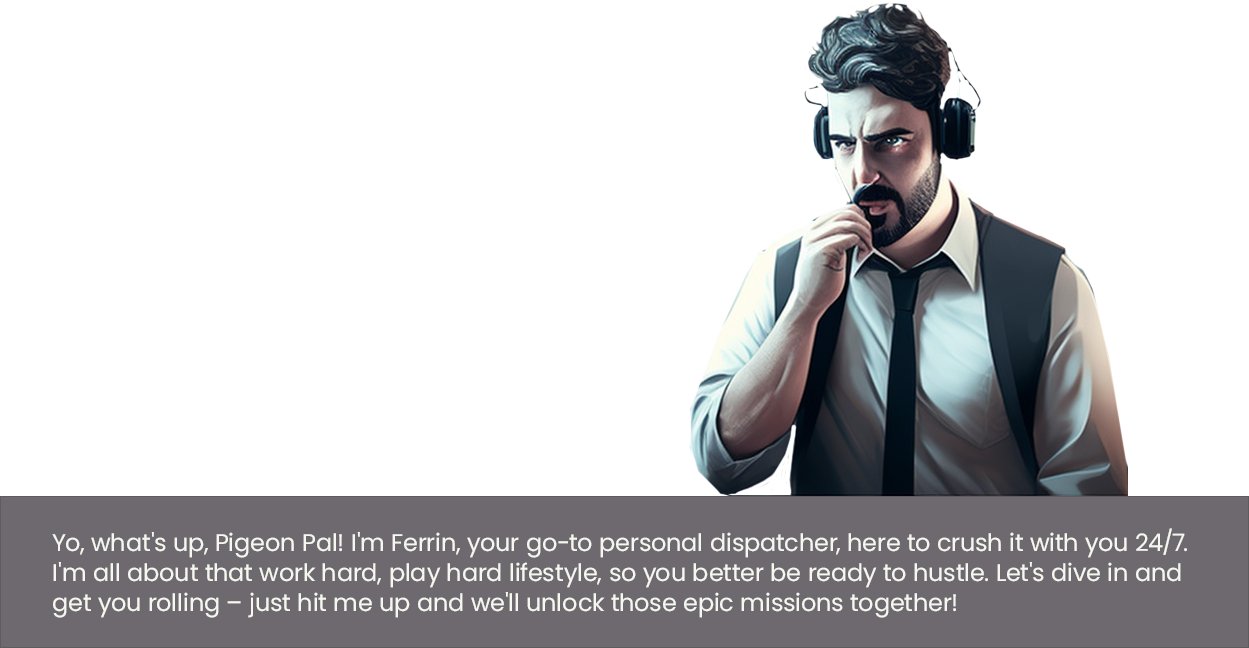 Yo, what's up, Pigeon Pal! I'm Ferrin, your go-to personal dispatcher, here to crush it with you 24/7.
I'm all about that work hard, play hard lifestyle, so you better be ready to hustle. Let's dive in and
get you rolling – just hit me up and we'll unlock those epic missions together!